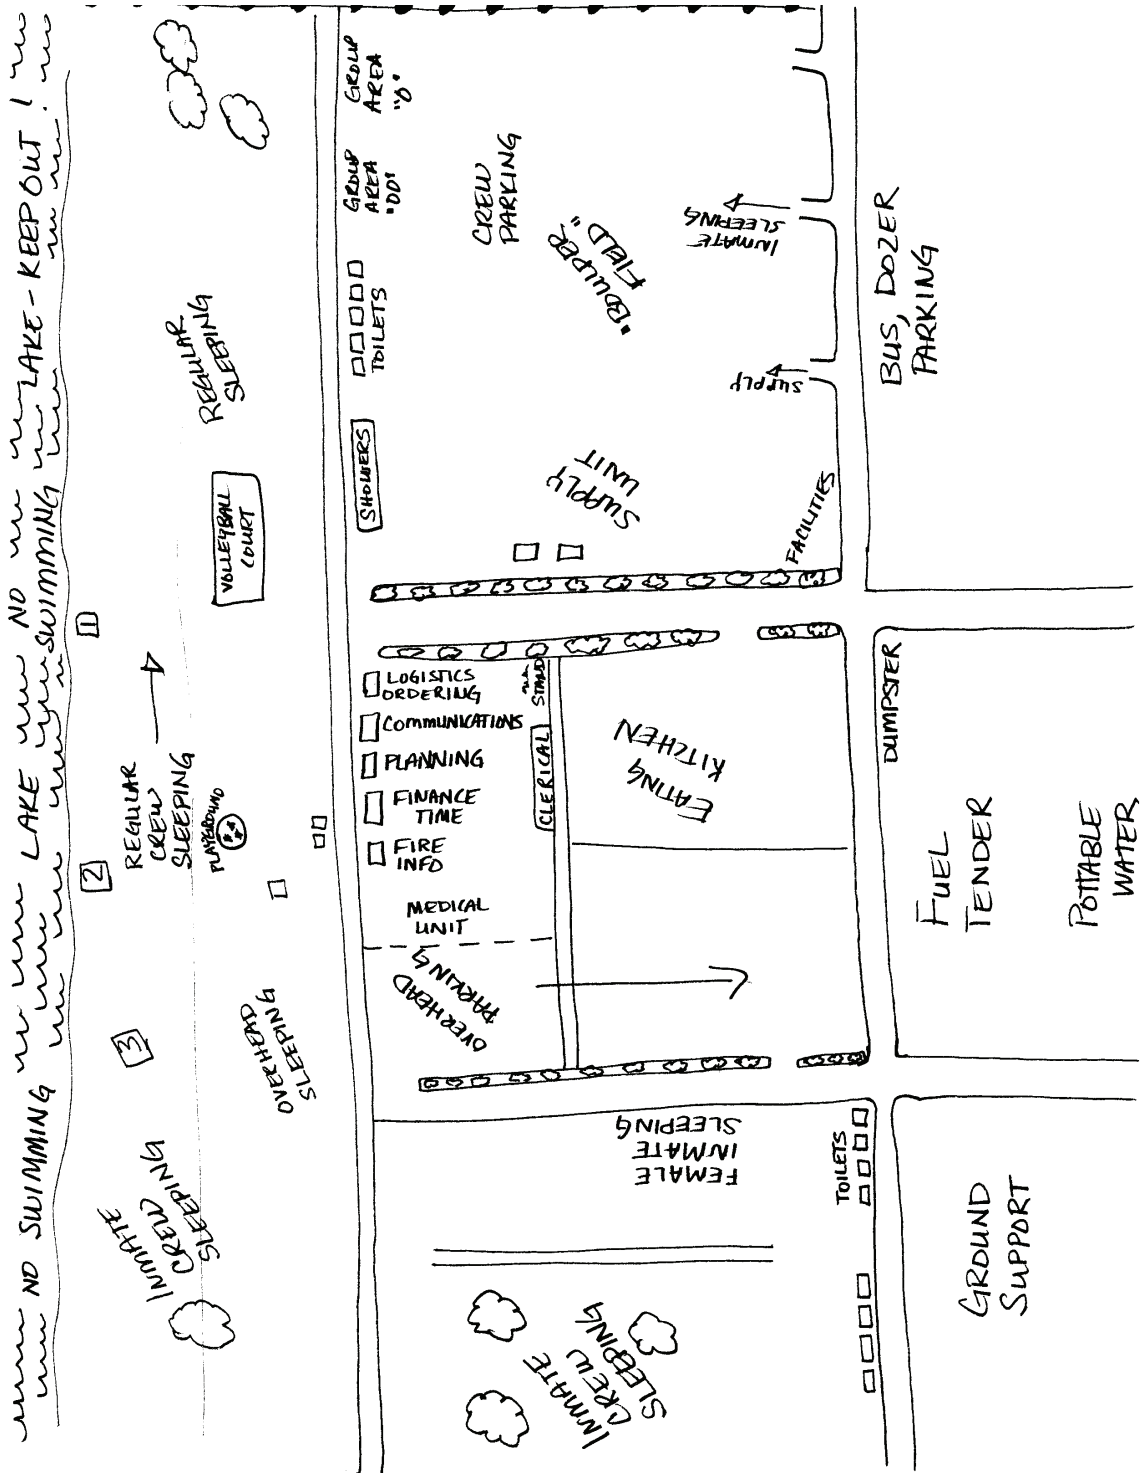 NO SWIMMING LAKE NO LAKE - KEEP OUT!
SWIMMING
1
2
3
REGULAR
SLEEPING
VOLLEYBALL
COURT
REGULAR
CREW
SLEEPING
PLAYGROUND
OVERHEAD
SLEEPING
INMATE
CREW
SLEEPING
GROUP
AREA
"O"
GROUP
AREA
"DD"
TOILETS
SHOWERS
CREW
PARKING
"BOWLPER
FIELD"
INMATE
SLEEPING
SUPPLY
SUPPLY
UNIT
FACILITIES
BUS, DOZER
PARKING
LOGISTICS
ORDERING
COMMUNICATIONS
PLANNING
FINANCE
TIME
FIRE
INFO
MEDICAL
UNIT
STAND
CLERICAL
EATING
KITCHEN
OVERHEAD
PARKING
DUMPSTER
FUEL
TENDER
POTTABLE
WATER
FEMALE
INMATE
SLEEPING
TOILETS
INMATE
CREW
SLEEPING
GROUND
SUPPORT